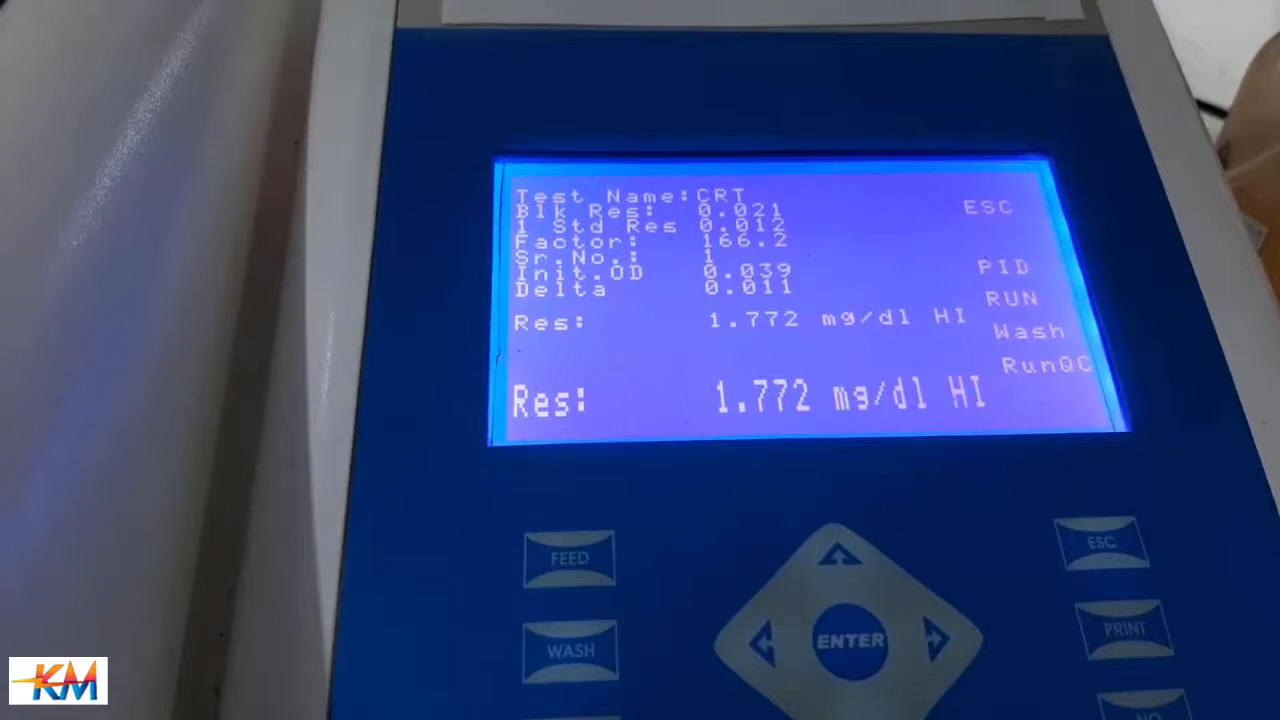 Test Name:CRT
Blk Res: 0.021
1 Std Res 0.012
Factor: 166.2
Sr.No.: 1
Init.OD 0.039
Delta 0.011
Res: 1.772 mg/dl HI
Res: 1.772 mg/dl HI
ESC
PID
RUN
Wash
RunQC
FEED
WASH
ENTER
ESC
PRINT
NO
KM